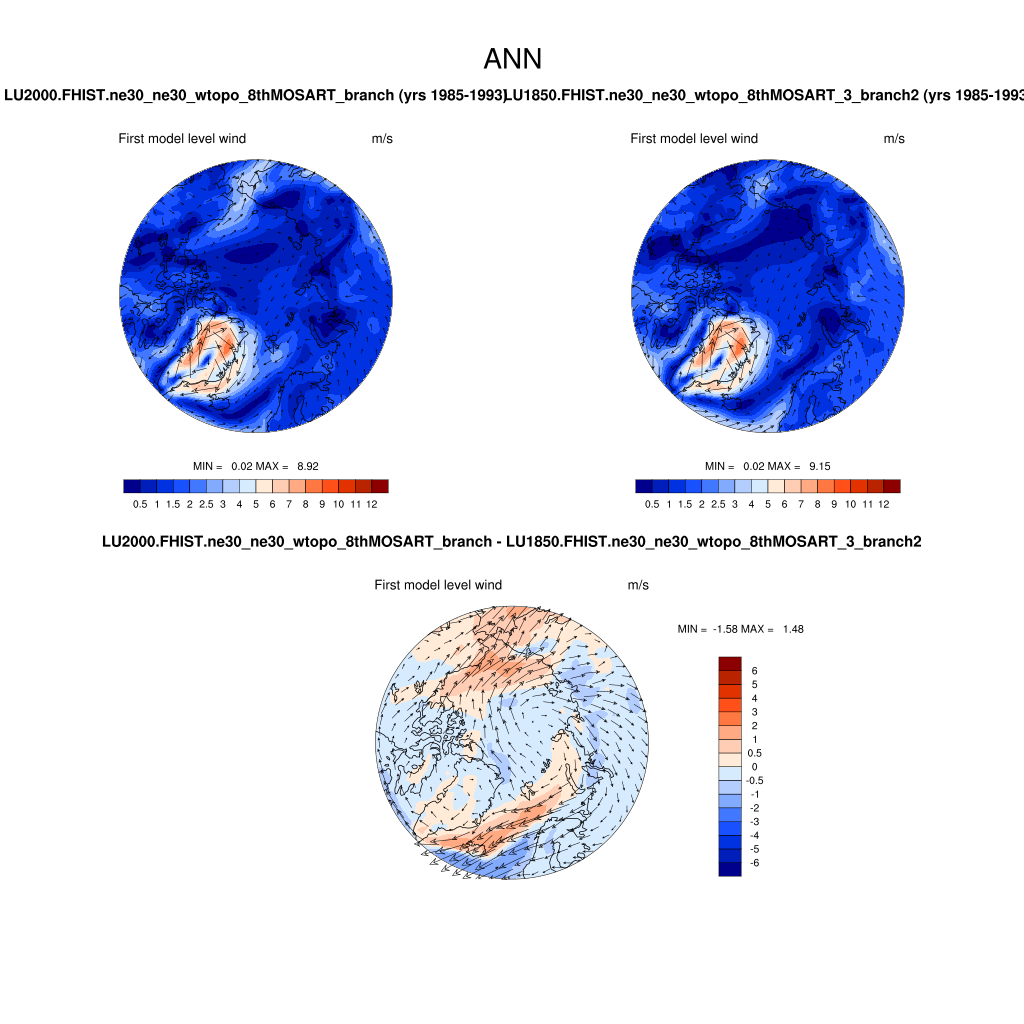 ANN
LU2000.FHIST.ne30_ne30_wtopo_8thMOSART_branch (yrs 1985-1993)
LU1850.FHIST.ne30_ne30_wtopo_8thMOSART_3_branch2 (yrs 1985-1993
First model level wind m/s
First model level wind m/s
MIN = 0.02 MAX = 8.92
MIN = 0.02 MAX = 9.15
0.5 1 1.5 2 2.5 3 4 5 6 7 8 9 10 11 12
0.5 1 1.5 2 2.5 3 4 5 6 7 8 9 10 11 12
LU2000.FHIST.ne30_ne30_wtopo_8thMOSART_branch - LU1850.FHIST.ne30_ne30_wtopo_8thMOSART_3_branch2
First model level wind m/s
MIN = -1.58 MAX = 1.48
6
5
4
3
2
1
0.5
0
-0.5
-1
-2
-3
-4
-5
-6